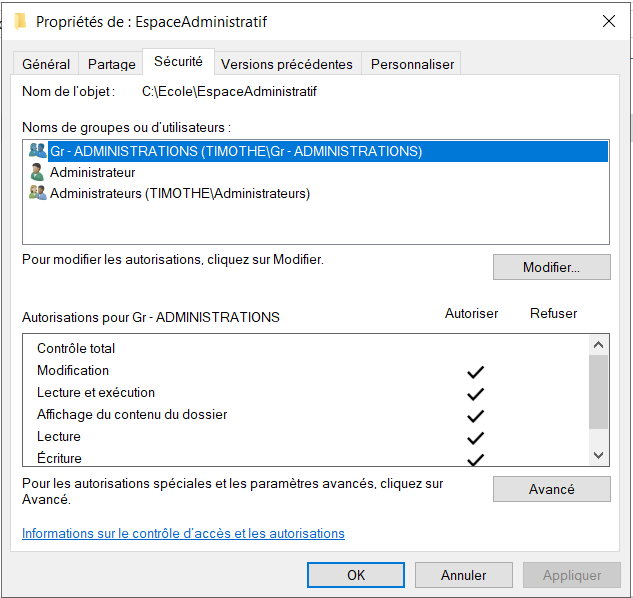 Propriétés de : EspaceAdministratif
Général Partage Sécurité Versions précédentes Personnaliser
Nom de l'objet : C:\Ecole\EspaceAdministratif
Noms de groupes ou d'utilisateurs :
Gr - ADMINISTRATIONS (TIMOTHE\Gr - ADMINISTRATIONS)
Administrateur
Administrateurs (TIMOTHE\Administrateurs)
Pour modifier les autorisations, cliquez sur Modifier.
Modifier...
Autorisations pour Gr - ADMINISTRATIONS Autoriser Refuser
Contrôle total
Modification
Lecture et exécution
Affichage du contenu du dossier
Lecture
Écriture
Pour les autorisations spéciales et les paramètres avancés, cliquez sur
Avancé.
Avancé
Informations sur le contrôle d'accès et les autorisations
OK Annuler Appliquer